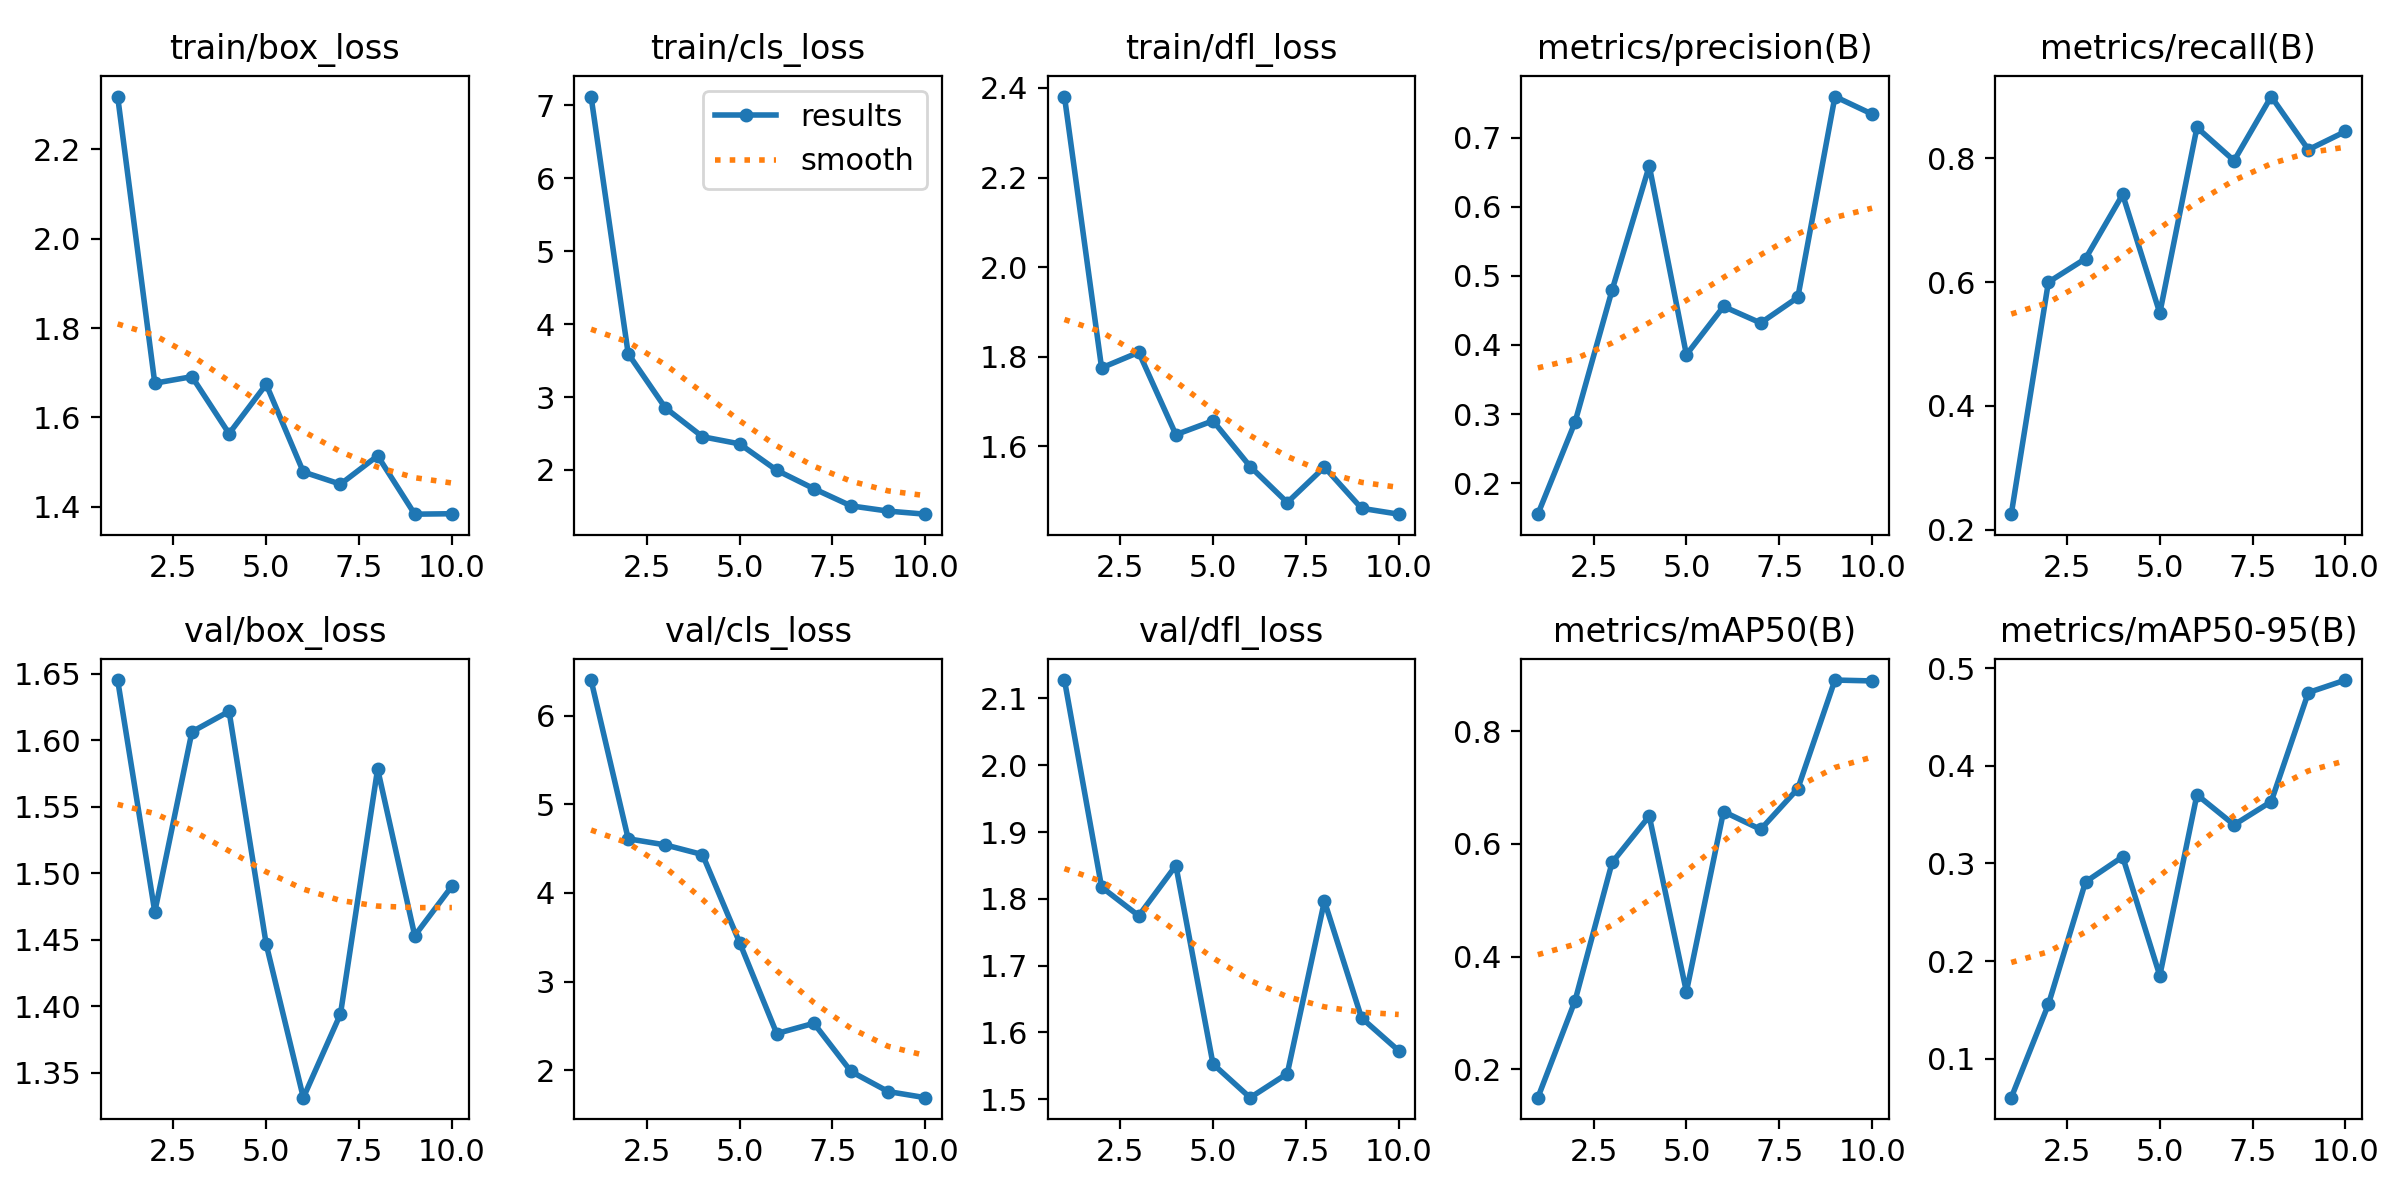 train/box_loss
2.2
2.0
1.8
1.6
1.4
2.5 5.0 7.5 10.0
train/cls_loss
results
smooth
7
6
5
4
3
2
2.5 5.0 7.5 10.0
train/dfl_loss
2.4
2.2
2.0
1.8
1.6
2.5 5.0 7.5 10.0
metrics/precision(B)
0.7
0.6
0.5
0.4
0.3
0.2
2.5 5.0 7.5 10.0
metrics/recall(B)
0.8
0.6
0.4
0.2
2.5 5.0 7.5 10.0
val/box_loss
1.65
1.60
1.55
1.50
1.45
1.40
1.35
2.5 5.0 7.5 10.0
val/cls_loss
6
5
4
3
2
2.5 5.0 7.5 10.0
val/dfl_loss
2.1
2.0
1.9
1.8
1.7
1.6
1.5
2.5 5.0 7.5 10.0
metrics/mAP50(B)
0.8
0.6
0.4
0.2
2.5 5.0 7.5 10.0
metrics/mAP50-95(B)
0.5
0.4
0.3
0.2
0.1
2.5 5.0 7.5 10.0